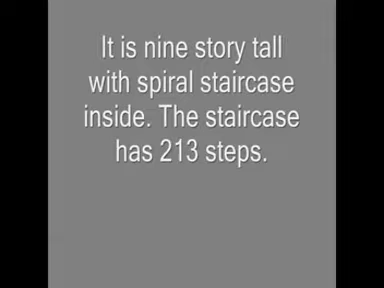 It is nine story tall
with spiral staircase
inside. The staircase
has 213 steps.